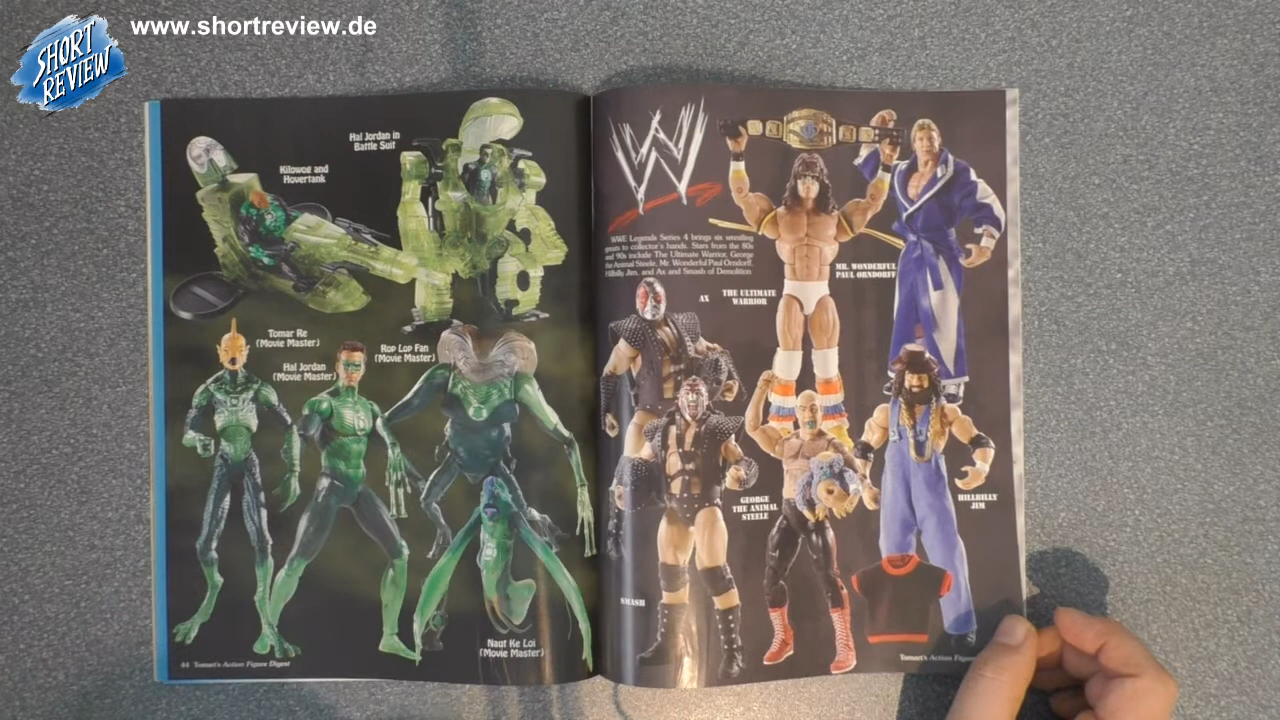 www.shortreview.de
SHORT
REVIEW
Hal Jordan in
Battle Suit
Kilowog and
Hovertank
Tomar Re
(Movie Master)
Hal Jordan
(Movie Master)
Rop Lop Fan
(Movie Master)
Naut Ke Loi
(Movie Master)
44 Tomart's Action Figure Digest
W
WWE Legends Series 4 brings six wrestling
greats to collector's hands. Stars from the 80s
and 90s include The Ultimate Warrior, George
the Animal Steele, Mr. Wonderful Paul Orndorff,
Hillbilly Jim, and Ax and Smash of Demolition.
AX
THE ULTIMATE
WARRIOR
MR. WONDERFUL
PAUL ORNDORFF
GEORGE
THE ANIMAL
STEELE
HILLBILLY
JIM
SMASH
Tomart's Action Figure